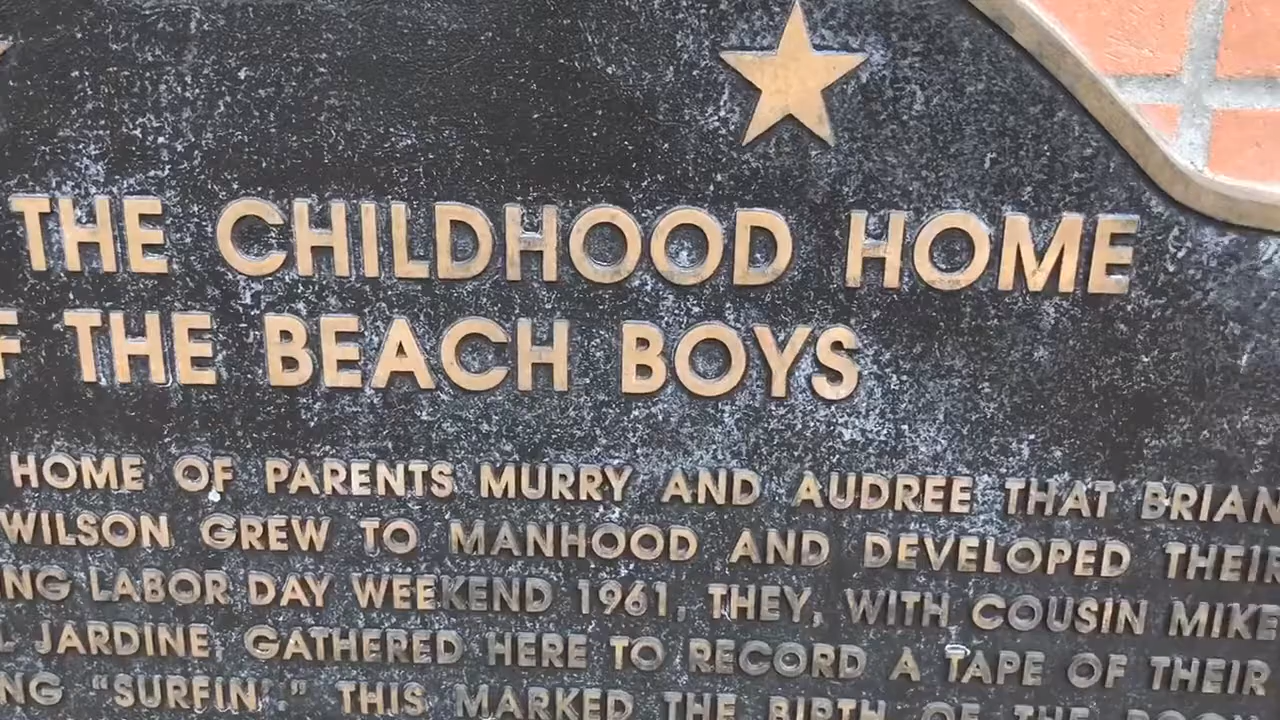 THE CHILDHOOD HOME
F THE BEACH BOYS
HOME OF PARENTS MURRY AND AUDREE THAT BRIAN
WILSON GREW TO MANHOOD AND DEVELOPED THEIR
NG LABOR DAY WEEKEND 1961, THEY, WITH COUSIN MIKE
L JARDINE GATHERED HERE TO RECORD A TAPE OF THEIR
NG "SURFIN'." THIS MARKED THE BIRTH OF THE ROCK